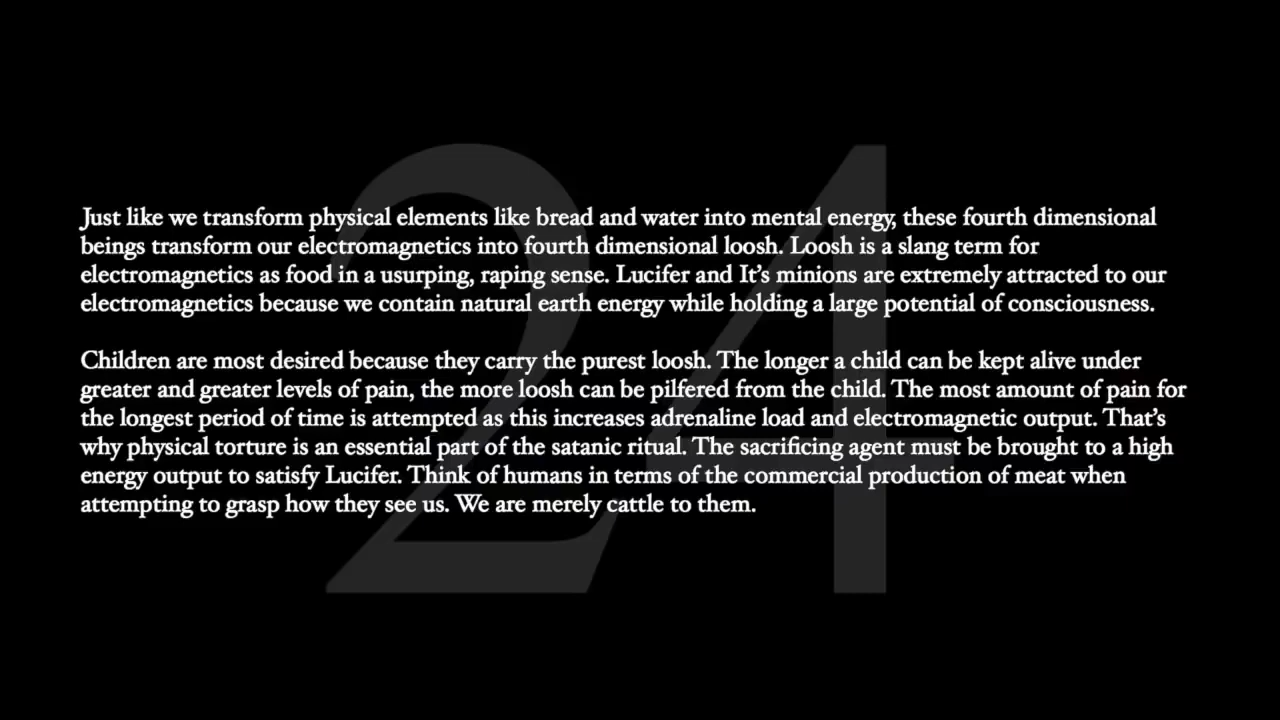 24
Just like we transform physical elements like bread and water into mental energy, these fourth dimensional
beings transform our electromagnetics into fourth dimensional loosh. Loosh is a slang term for
electromagnetics as food in a usurping, raping sense. Lucifer and It's minions are extremely attracted to our
electromagnetics because we contain natural earth energy while holding a large potential of consciousness.
Children are most desired because they carry the purest loosh. The longer a child can be kept alive under
greater and greater levels of pain, the more loosh can be pilfered from the child. The most amount of pain for
the longest period of time is attempted as this increases adrenaline load and electromagnetic output. That's
why physical torture is an essential part of the satanic ritual. The sacrificing agent must be brought to a high
energy output to satisfy Lucifer. Think of humans in terms of the commercial production of meat when
attempting to grasp how they see us. We are merely cattle to them.